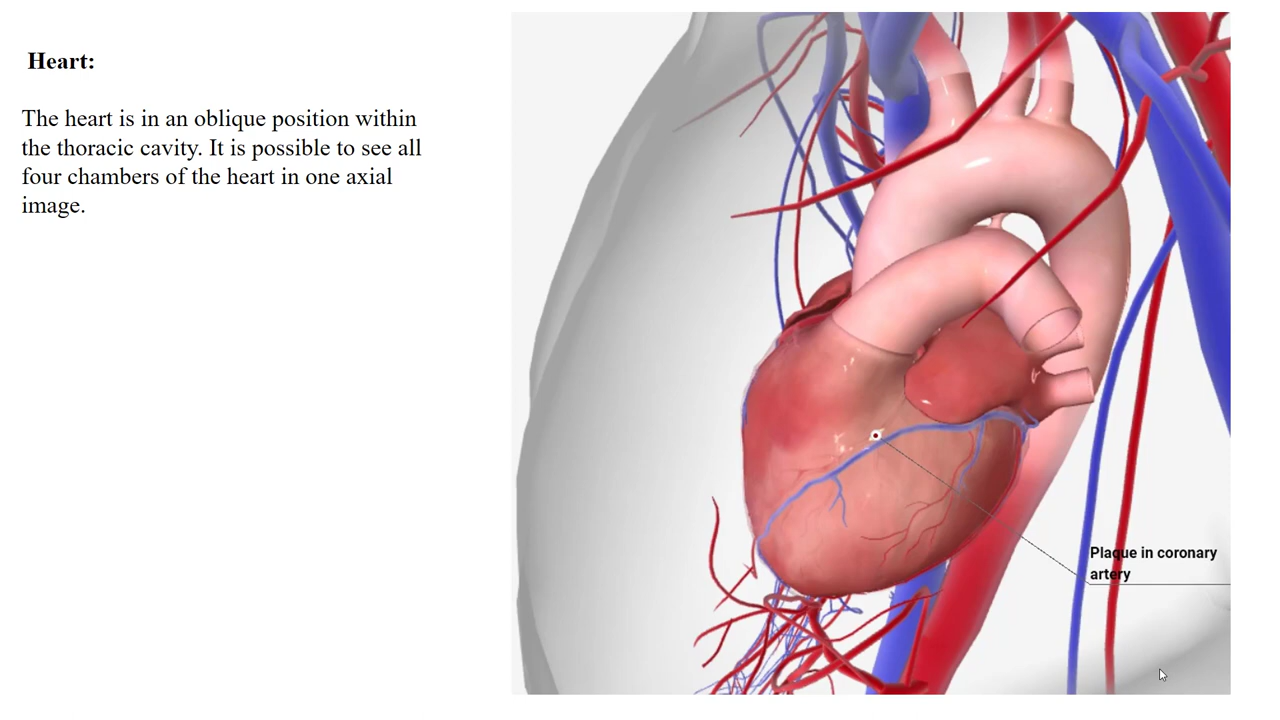 Heart:
The heart is in an oblique position within
the thoracic cavity. It is possible to see all
four chambers of the heart in one axial
image.
Plaque in coronary
artery